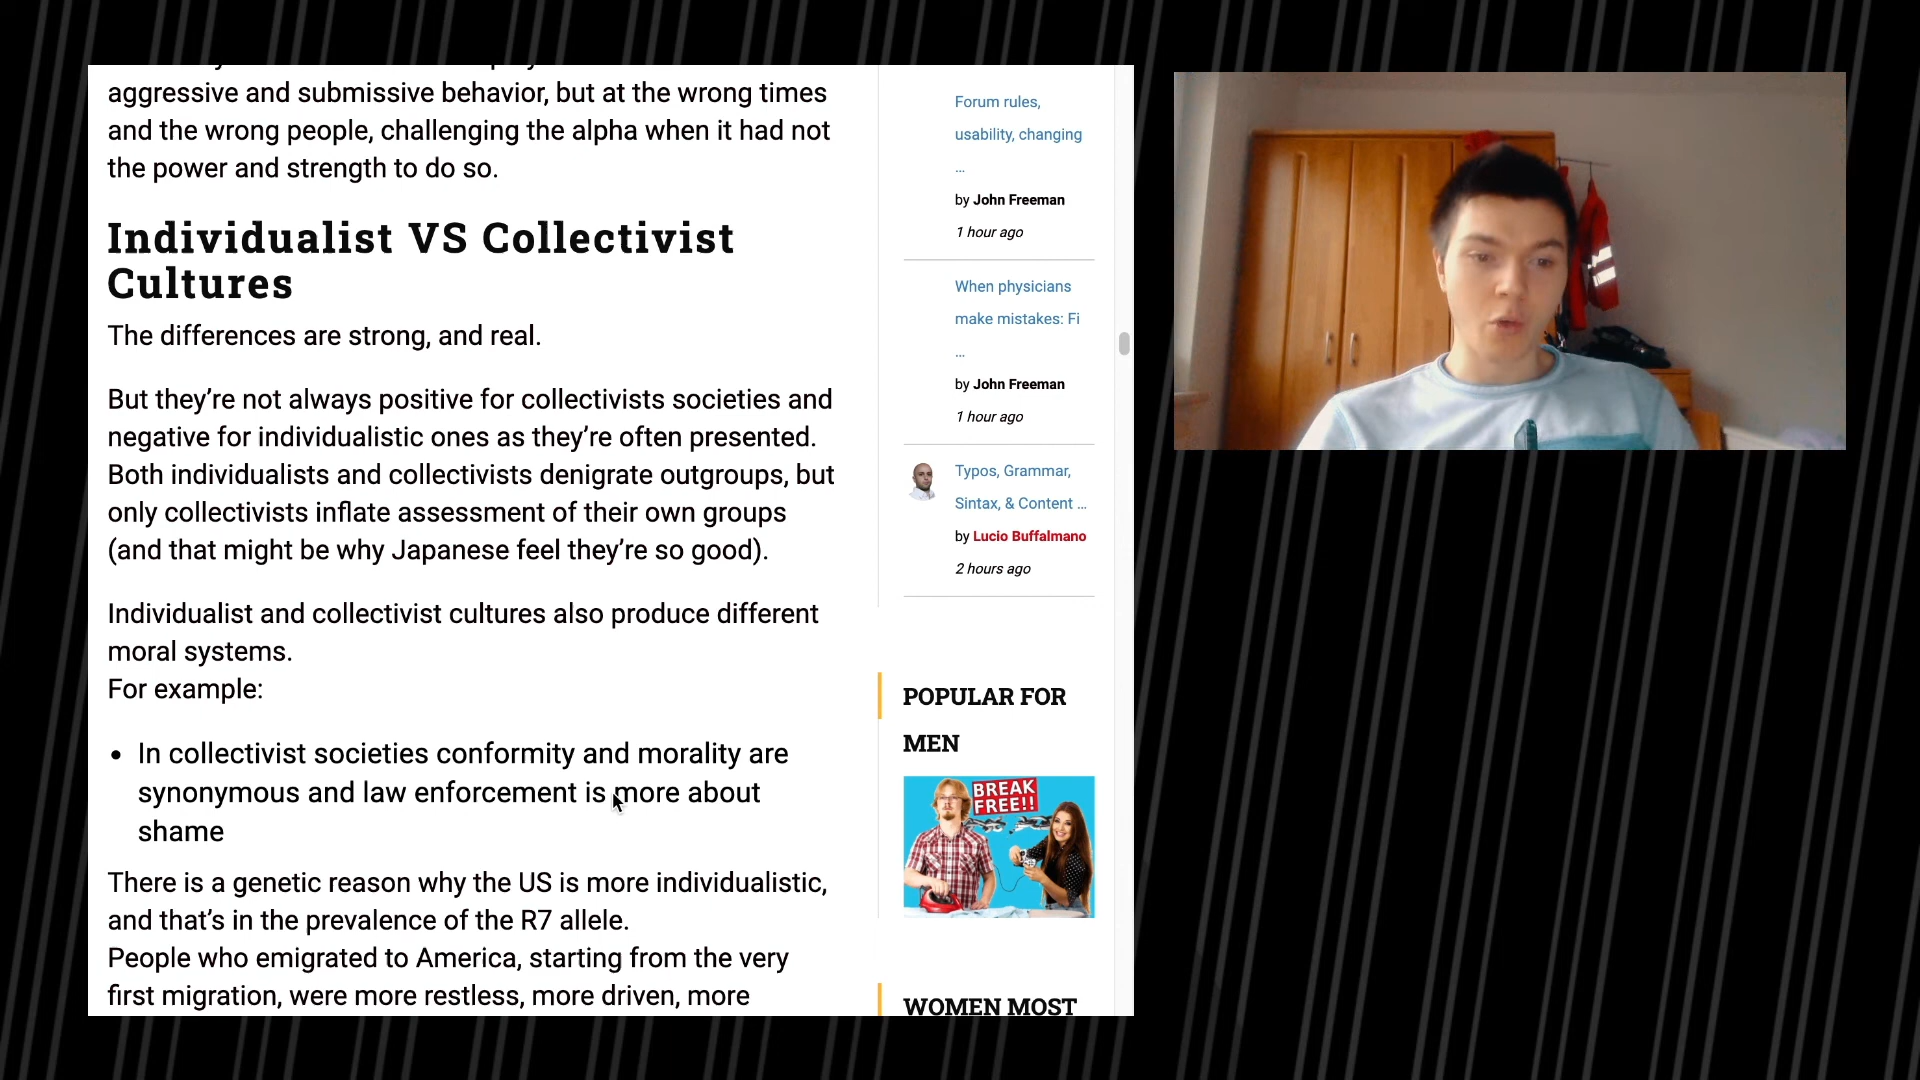 aggressive and submissive behavior, but at the wrong times
and the wrong people, challenging the alpha when it had not
the power and strength to do so.
Individualist VS Collectivist
Cultures
The differences are strong, and real.
But they’re not always positive for collectivists societies and
negative for individualistic ones as they’re often presented.
Both individualists and collectivists denigrate outgroups, but
only collectivists inflate assessment of their own groups
(and that might be why Japanese feel they’re so good).
Individualist and collectivist cultures also produce different
moral systems.
For example:
• In collectivist societies conformity and morality are
synonymous and law enforcement is more about
shame
There is a genetic reason why the US is more individualistic,
and that’s in the prevalence of the R7 allele.
People who emigrated to America, starting from the very
first migration, were more restless, more driven, more
Forum rules,
usability, changing
...
by John Freeman
1 hour ago
When physicians
make mistakes: Fi
...
by John Freeman
1 hour ago
Typos, Grammar,
Sintax, & Content ...
by Lucio Buffalmano
2 hours ago
POPULAR FOR
MEN
BREAK
FREE!!
WOMEN MOST